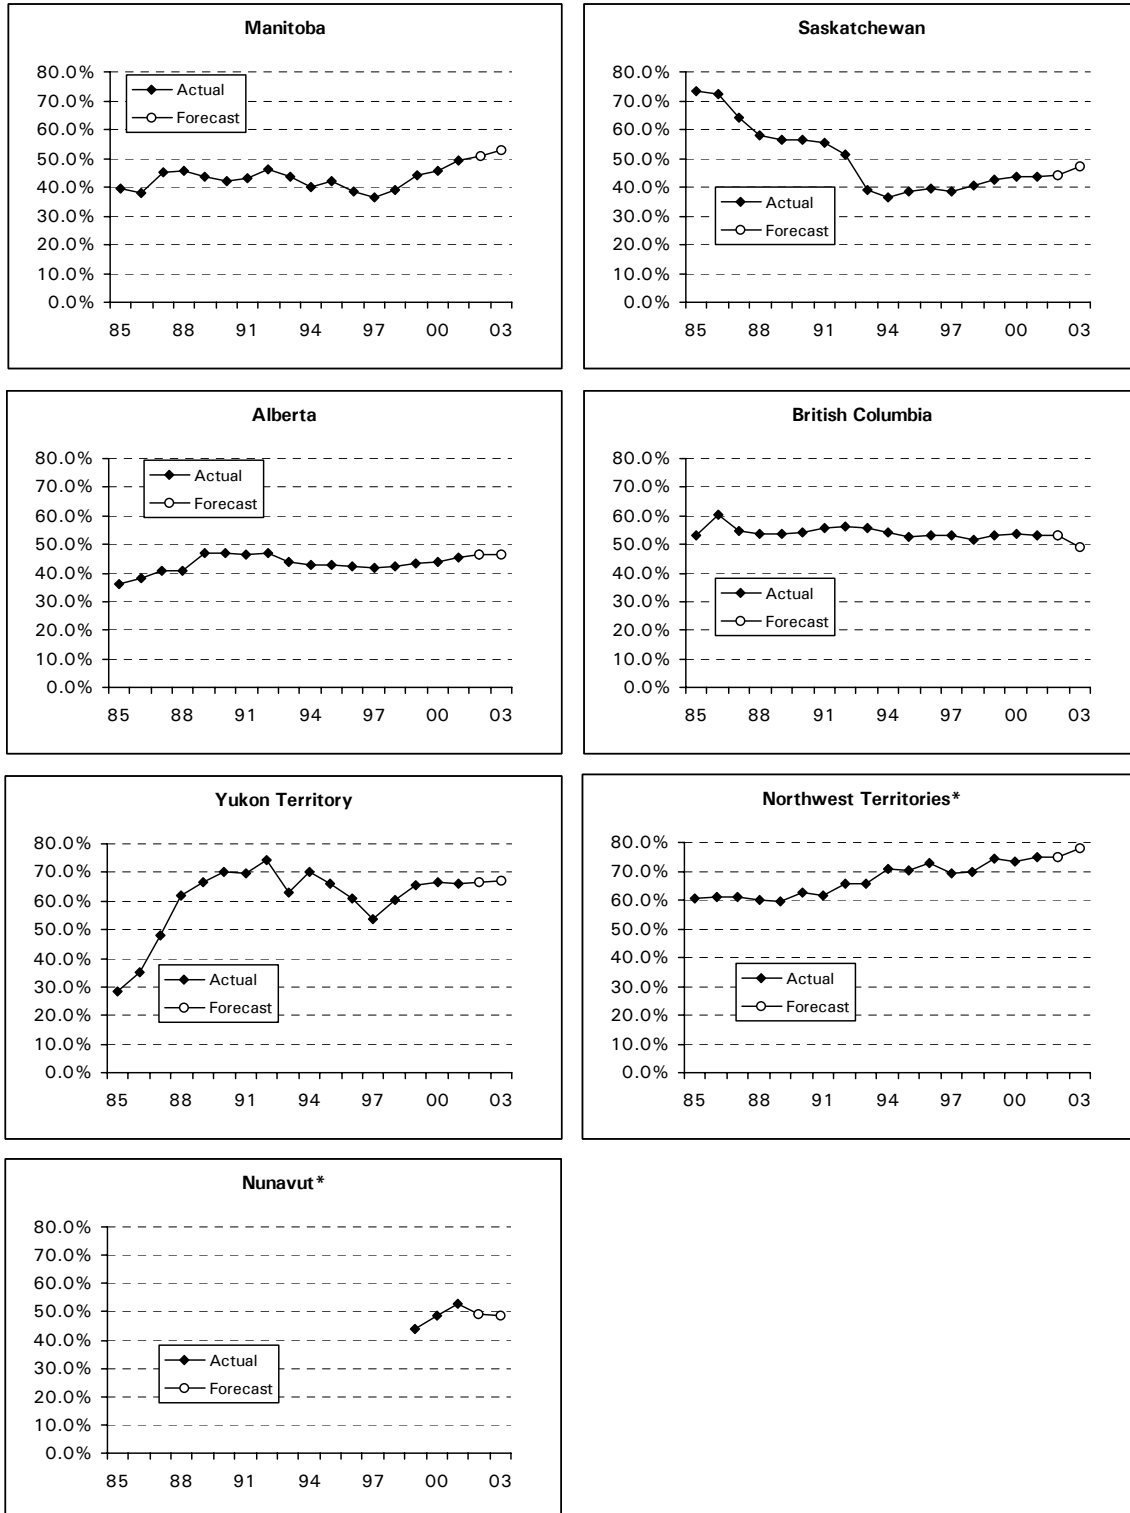 Manitoba
80.0%
70.0%
60.0%
50.0%
40.0%
30.0%
20.0%
10.0%
0.0%
Actual
Forecast
85 88 91 94 97 00 03
Saskatchewan
80.0%
70.0%
60.0%
50.0%
40.0%
30.0%
20.0%
10.0%
0.0%
Actual
Forecast
85 88 91 94 97 00 03
Alberta
80.0%
70.0%
60.0%
50.0%
40.0%
30.0%
20.0%
10.0%
0.0%
Actual
Forecast
85 88 91 94 97 00 03
British Columbia
80.0%
70.0%
60.0%
50.0%
40.0%
30.0%
20.0%
10.0%
0.0%
Actual
Forecast
85 88 91 94 97 00 03
Yukon Territory
80.0%
70.0%
60.0%
50.0%
40.0%
30.0%
20.0%
10.0%
0.0%
Actual
Forecast
85 88 91 94 97 00 03
Northwest Territories*
80.0%
70.0%
60.0%
50.0%
40.0%
30.0%
20.0%
10.0%
0.0%
Actual
Forecast
85 88 91 94 97 00 03
Nunavut*
80.0%
70.0%
60.0%
50.0%
40.0%
30.0%
20.0%
10.0%
0.0%
Actual
Forecast
85 88 91 94 97 00 03